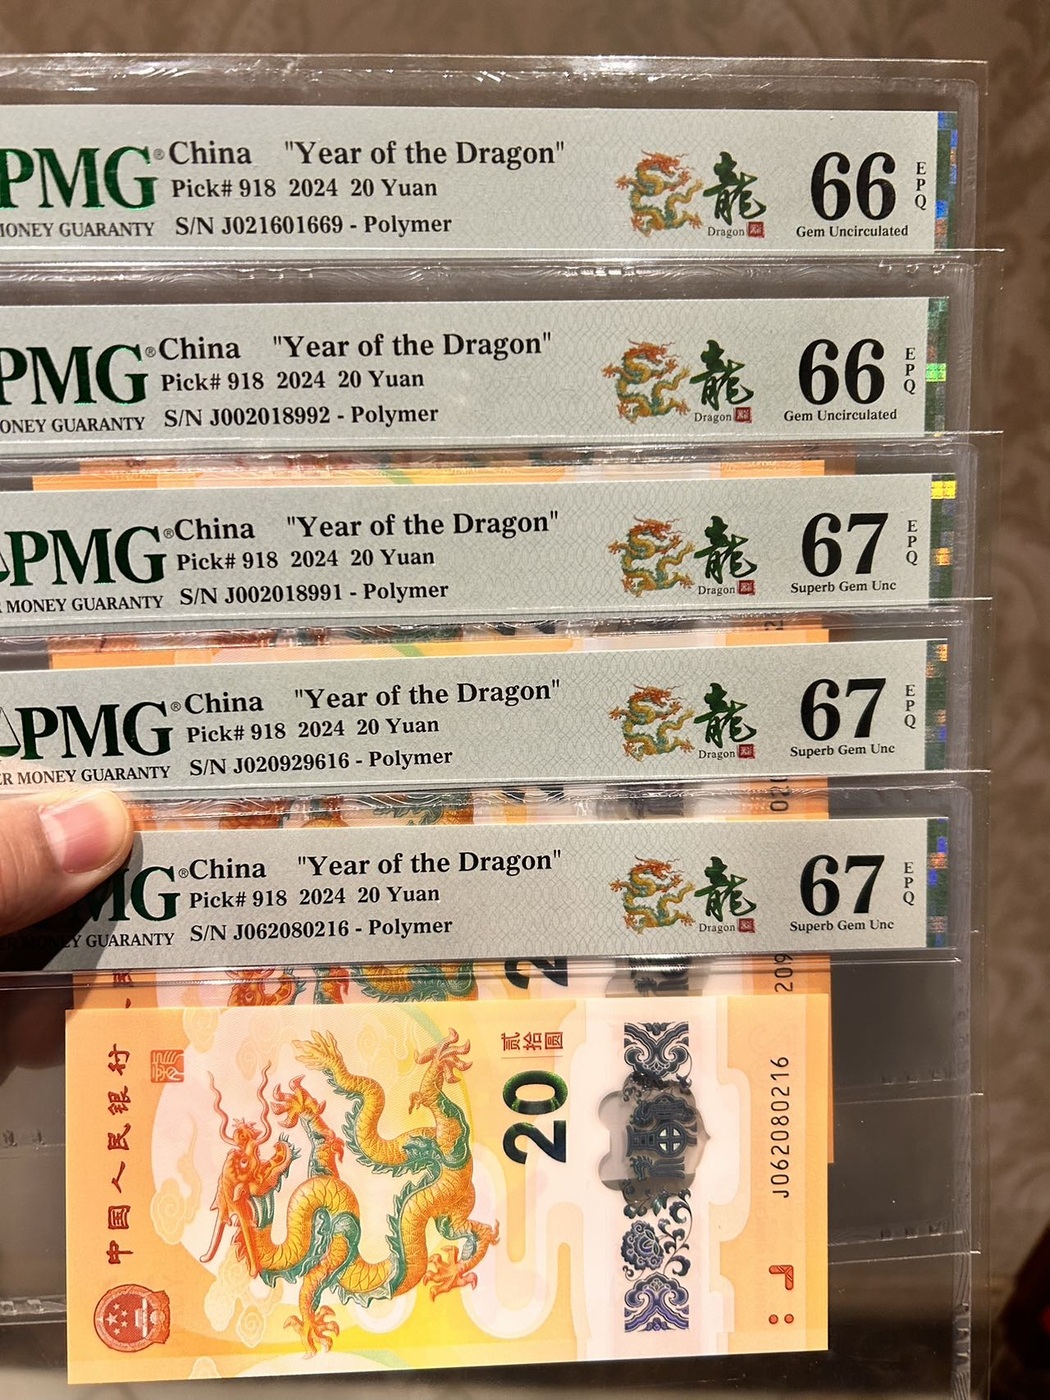 PMG® China "Year of the Dragon"
Pick# 918 2024 20 Yuan
MONEY GUARANTY S/N J021601669 - Polymer
龍
Dragon
66 EPQ
Gem Uncirculated
PMG® China "Year of the Dragon"
Pick# 918 2024 20 Yuan
MONEY GUARANTY S/N J002018992 - Polymer
龍
Dragon
66 EPQ
Gem Uncirculated
PMG® China "Year of the Dragon"
Pick# 918 2024 20 Yuan
MONEY GUARANTY S/N J002018991 - Polymer
龍
Dragon
67 EPQ
Superb Gem Unc
PMG® China "Year of the Dragon"
Pick# 918 2024 20 Yuan
MONEY GUARANTY S/N J020929616 - Polymer
龍
Dragon
67 EPQ
Superb Gem Unc
MG® China "Year of the Dragon"
Pick# 918 2024 20 Yuan
MONEY GUARANTY S/N J062080216 - Polymer
龍
Dragon
67 EPQ
Superb Gem Unc
中国人民银行
贰拾圆
20
J062080216